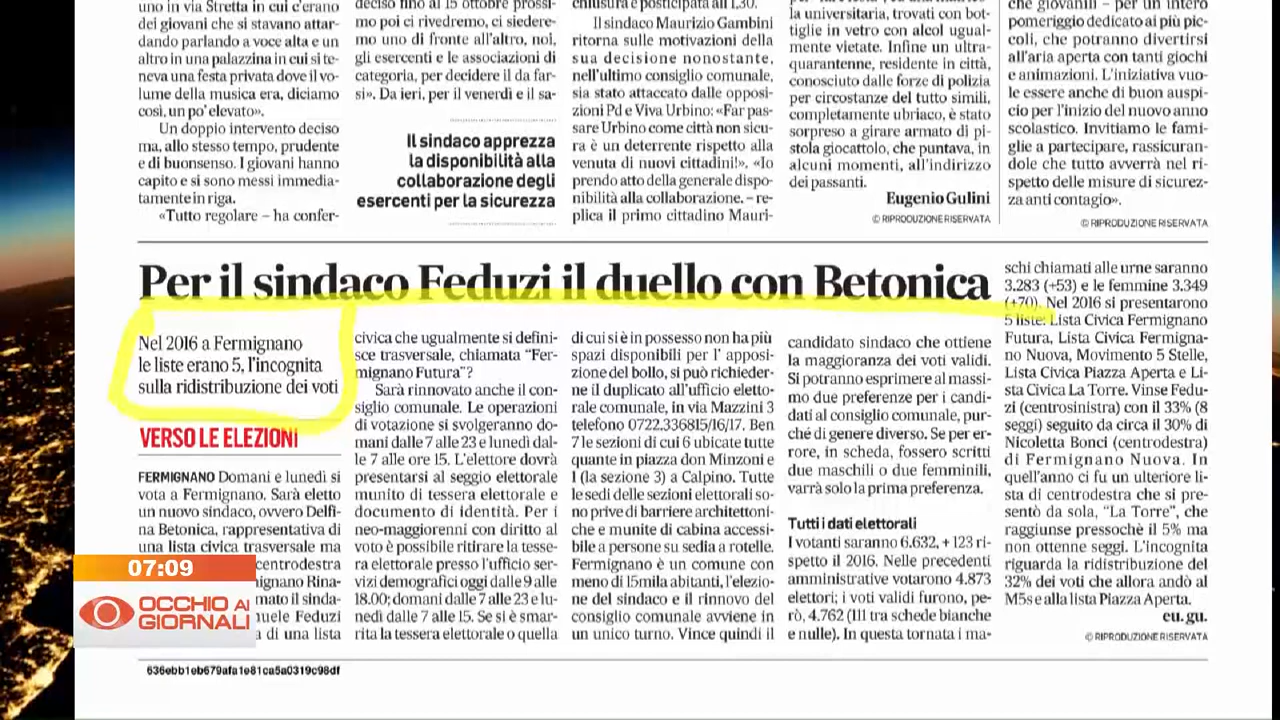 uno in via Stretta in cui c'erano
dei giovani che si stavano attar-
dando parlando a voce alta e un
altro in una palazzina in cui si te-
neva una festa privata dove il vo-
lume della musica era, diciamo
così, un po' elevato».
Un doppio intervento deciso
ma, allo stesso tempo, prudente
e di buonsenso. I giovani hanno
capito e si sono messi immedia-
tamente in riga.
«Tutto regolare – ha confer-
deciso fino al 15 ottobre prossi-
mo poi ci rivedremo, ci siedere-
mo uno di fronte all'altro, noi,
gli esercenti e le associazioni di
categoria, per decidere il da far-
si». Da ieri, per il venerdì e il sa-
Il sindaco apprezza
la disponibilità alla
collaborazione degli
esercenti per la sicurezza
chiusura è posticipata all'1,30.
Il sindaco Maurizio Gambini
ritorna sulle motivazioni della
sua decisione nonostante,
nell'ultimo consiglio comunale,
sia stato attaccato dalle opposi-
zioni Pd e Viva Urbino: «Far pas-
sare Urbino come città non sicu-
ra è un deterrente rispetto alla
venuta di nuovi cittadini!», «Io
prendo atto della generale dispo-
nibilità alla collaborazione. – re-
plica il primo cittadino Mauri-
la universitaria, trovati con bot-
tiglie in vetro con alcol ugual-
mente vietate. Infine un ultra-
quarantenne, residente in città,
conosciuto dalle forze di polizia
per circostanze del tutto simili,
completamente ubriaco, è stato
sorpreso a girare armato di pi-
stola giocattolo, che puntava, in
alcuni momenti, all'indirizzo
dei passanti.
Eugenio Gulini
© RIPRODUZIONE RISERVATA
che giovanili – per un intero
pomeriggio dedicato ai più pic-
coli, che potranno divertirsi
all'aria aperta con tanti giochi
e animazioni. L'iniziativa vuo-
le essere anche di buon auspi-
cio per l'inizio del nuovo anno
scolastico. Invitiamo le fami-
glie a partecipare, rassicuran-
dole che tutto avverrà nel ri-
spetto delle misure di sicurez-
za anti contagio».
© RIPRODUZIONE RISERVATA
Per il sindaco Feduzi il duello con Betonica
Nel 2016 a Fermignano
le liste erano 5, l'incognita
sulla ridistribuzione dei voti
VERSO LE ELEZIONI
FERMIGNANO Domani e lunedì si
vota a Fermignano. Sarà eletto
un nuovo sindaco, ovvero Delfi-
na Betonica, rappresentativa di
una lista civica trasversale ma
centrodestra
ignano Rina-
mato il sinda-
uele Feduzi
a di una lista
civica che ugualmente si defini-
sce trasversale, chiamata "Fer-
mignano Futura"?
Sarà rinnovato anche il con-
siglio comunale. Le operazioni
di votazione si svolgeranno do-
mani dalle 7 alle 23 e lunedì dal-
le 7 alle ore 15. L'elettore dovrà
presentarsi al seggio elettorale
munito di tessera elettorale e
documento di identità. Per i
neo-maggiorenni con diritto al
voto è possibile ritirare la tesse-
ra elettorale presso l'ufficio ser-
vizi demografici oggi dalle 9 alle
18.00; domani dalle 7 alle 23 e lu-
nedì dalle 7 alle 15. Se si è smar-
rita la tessera elettorale o quella
di cui si è in possesso non ha più
spazi disponibili per l' apposi-
zione del bollo, si può richieder-
ne il duplicato all'ufficio eletto-
rale comunale, in via Mazzini 3
telefono 0722.336815/16/17. Ben
7 le sezioni di cui 6 ubicate tutte
quante in piazza don Minzoni e
1 (la sezione 3) a Calpino. Tutte
le sedi delle sezioni elettorali so-
no prive di barriere architettoni-
che e munite di cabina accessi-
bile a persone su sedia a rotelle.
Fermignano è un comune con
meno di 15mila abitanti, l'elezio-
ne del sindaco e il rinnovo del
consiglio comunale avviene in
un unico turno. Vince quindi il
candidato sindaco che ottiene
la maggioranza dei voti validi.
Si potranno esprimere al massi-
mo due preferenze per i candi-
dati al consiglio comunale, pur-
ché di genere diverso. Se per er-
rore, in scheda, fossero scritti
due maschili o due femminili,
varrà solo la prima preferenza.
Tutti i dati elettorali
I votanti saranno 6.632, + 123 ri-
spetto il 2016. Nelle precedenti
amministrative votarono 4.873
elettori; i voti validi furono, pe-
rò, 4.762 (111 tra schede bianche
e nulle). In questa tornata i ma-
schi chiamati alle urne saranno
3.283 (+53) e le femmine 3.349
(+70). Nel 2016 si presentarono
5 liste: Lista Civica Fermignano
Futura, Lista Civica Fermigna-
no Nuova, Movimento 5 Stelle,
Lista Civica Piazza Aperta e Li-
sta Civica La Torre. Vinse Fedu-
zi (centrosinistra) con il 33% (8
seggi) seguito da circa il 30% di
Nicoletta Bonci (centrodestra)
di Fermignano Nuova. In
quell'anno ci fu un ulteriore li-
sta di centrodestra che si pre-
sentò da sola, "La Torre", che
raggiunse pressochè il 5% ma
non ottenne seggi. L'incognita
riguarda la ridistribuzione del
32% dei voti che allora andò al
M5s e alla lista Piazza Aperta.
eu. gu.
© RIPRODUZIONE RISERVATA
07:09
OCCHIO AI
GIORNALI
636ebb1eb679afa1e81ca5a0319c98df